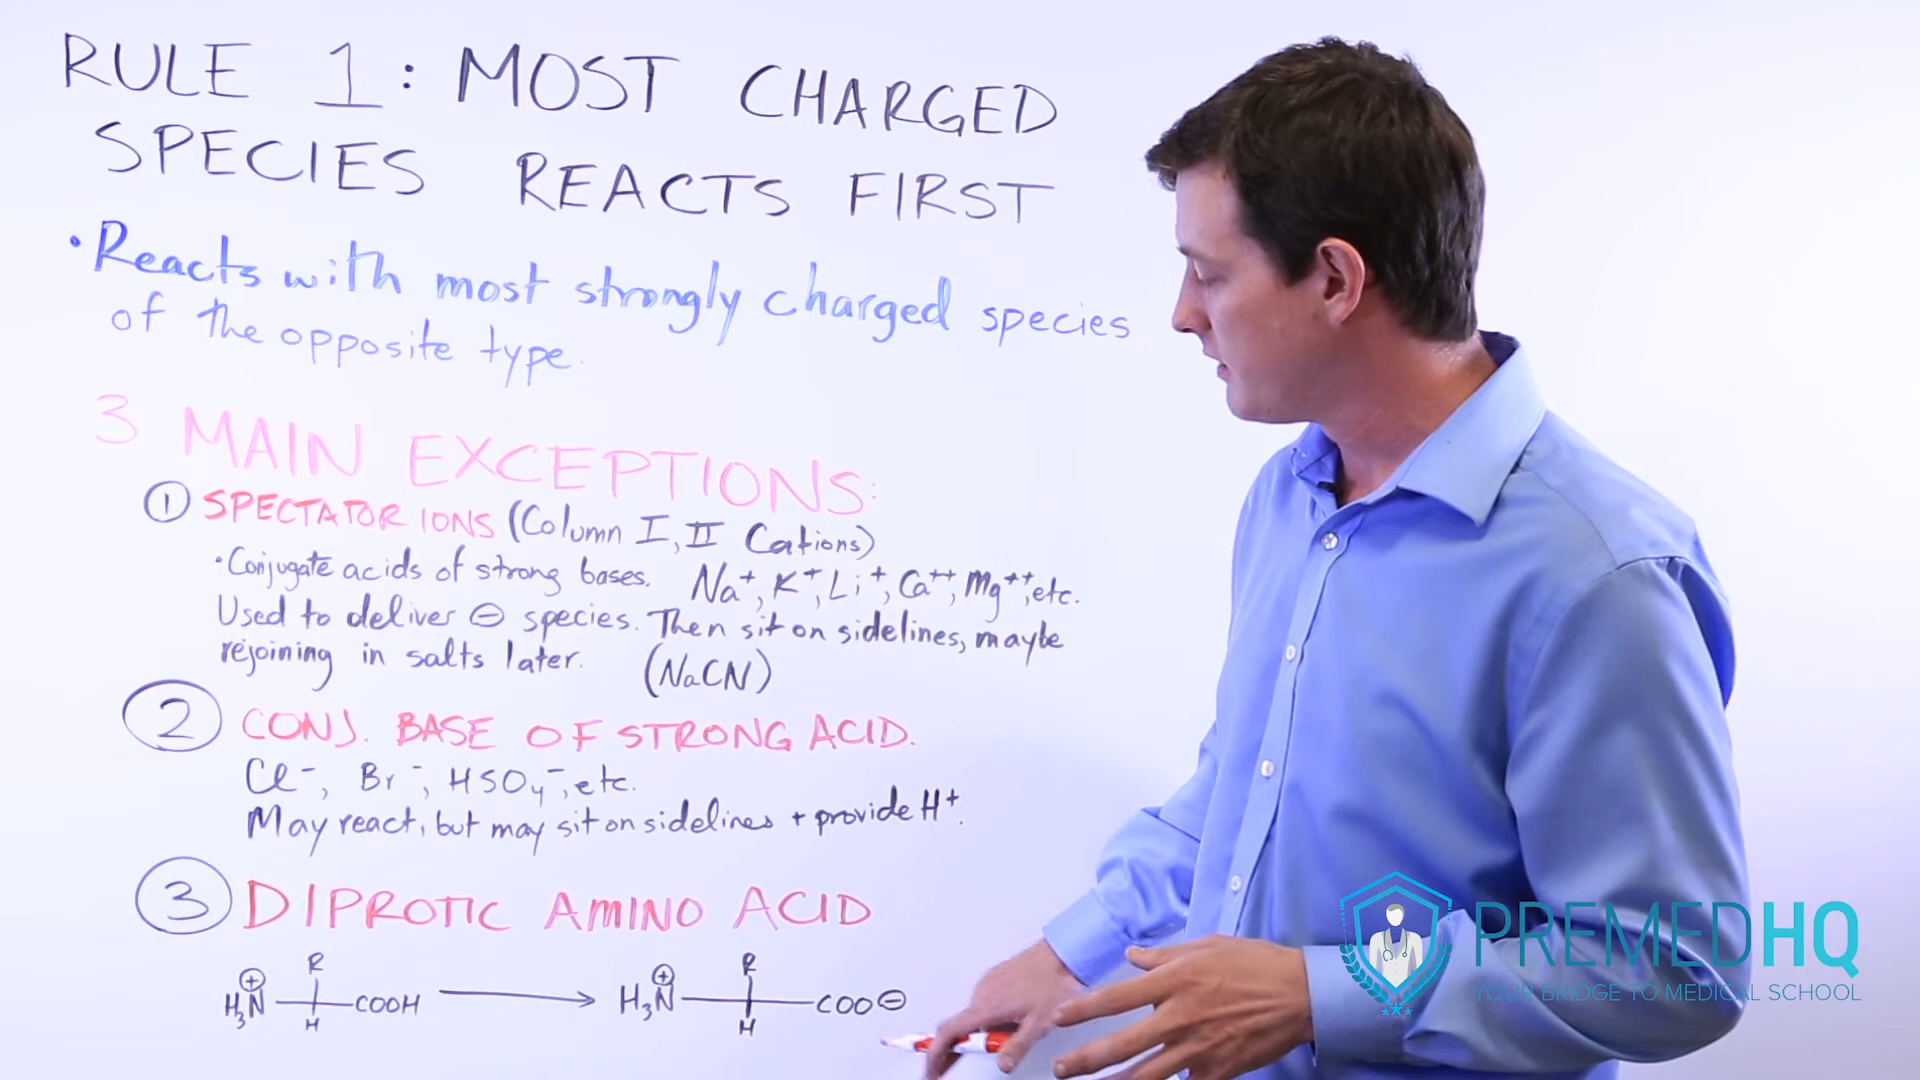 RULE 1: MOST CHARGED
SPECIES REACTS FIRST
• Reacts with most strongly charged species
of the opposite type.
3 MAIN EXCEPTIONS:
① SPECTATOR IONS (Column I, II Cations)
• Conjugate acids of strong bases. Na⁺, K⁺, Li⁺, Ca⁺⁺, Mg⁺⁺, etc.
Used to deliver ⊖ species. Then sit on sidelines, maybe
rejoining in salts later. (NaCN)
② CONJ. BASE OF STRONG ACID.
Cl⁻, Br⁻, HSO₄⁻, etc.
May react, but may sit on sidelines + provide H⁺.
③ DIPROTIC AMINO ACID
⊕ R ⊕ R
H₃N COOH → H₃N COO⊖
H H
PREMEDHQ
YOUR BRIDGE TO MEDICAL SCHOOL